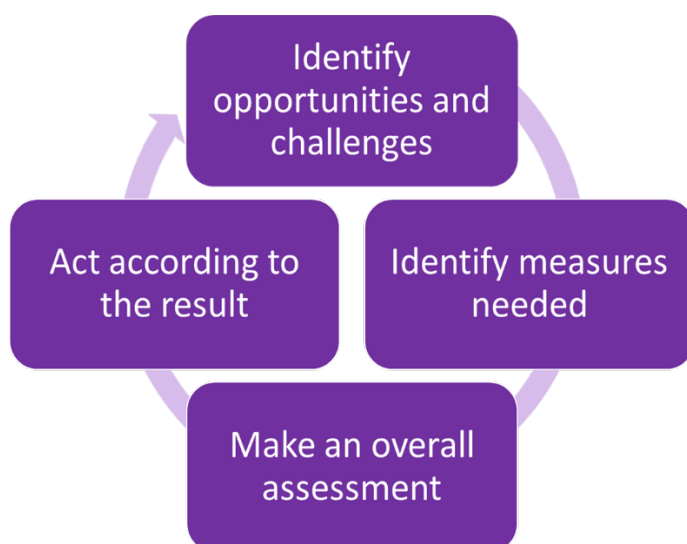 Identify
opportunities and
challenges
Identify measures
needed
Make an overall
assessment
Act according to
the result